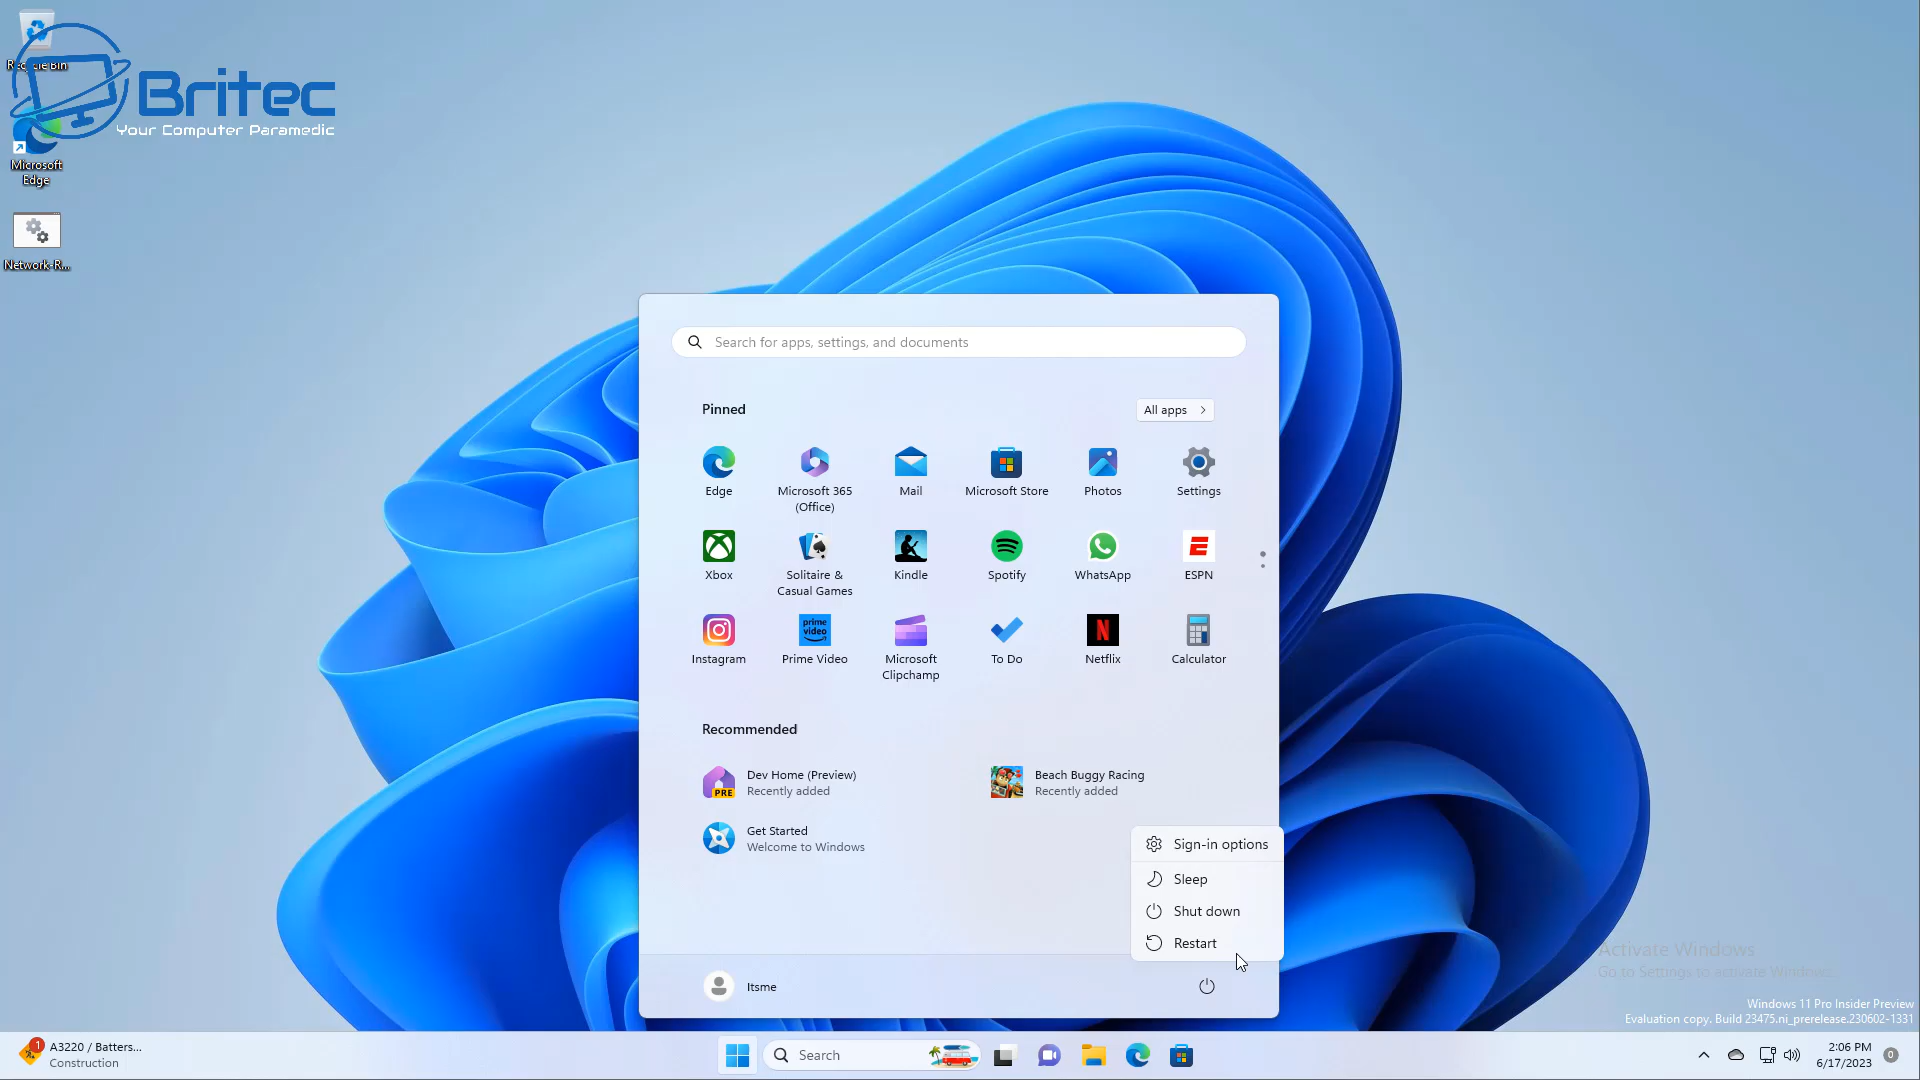 Recycle Bin
Britec
Your Computer Paramedic
Microsoft
Edge
Network-R...
Search for apps, settings, and documents
Pinned
All apps
Edge
Microsoft 365
(Office)
Mail
Microsoft Store
Photos
Settings
Xbox
Solitaire &
Casual Games
Kindle
Spotify
WhatsApp
ESPN
Instagram
prime
video
Prime Video
Microsoft
Clipchamp
To Do
Netflix
Calculator
Recommended
PRE
Dev Home (Preview)
Recently added
Beach Buggy Racing
Recently added
Get Started
Welcome to Windows
Sign-in options
Sleep
Shut down
Restart
Itsme
Activate Windows
Go to Settings to activate Windows.
Windows 11 Pro Insider Preview
Evaluation copy. Build 23475.ni_prerelease.230602-1331
1
A3220 / Batters...
Construction
Search
2:06 PM
6/17/2023
0